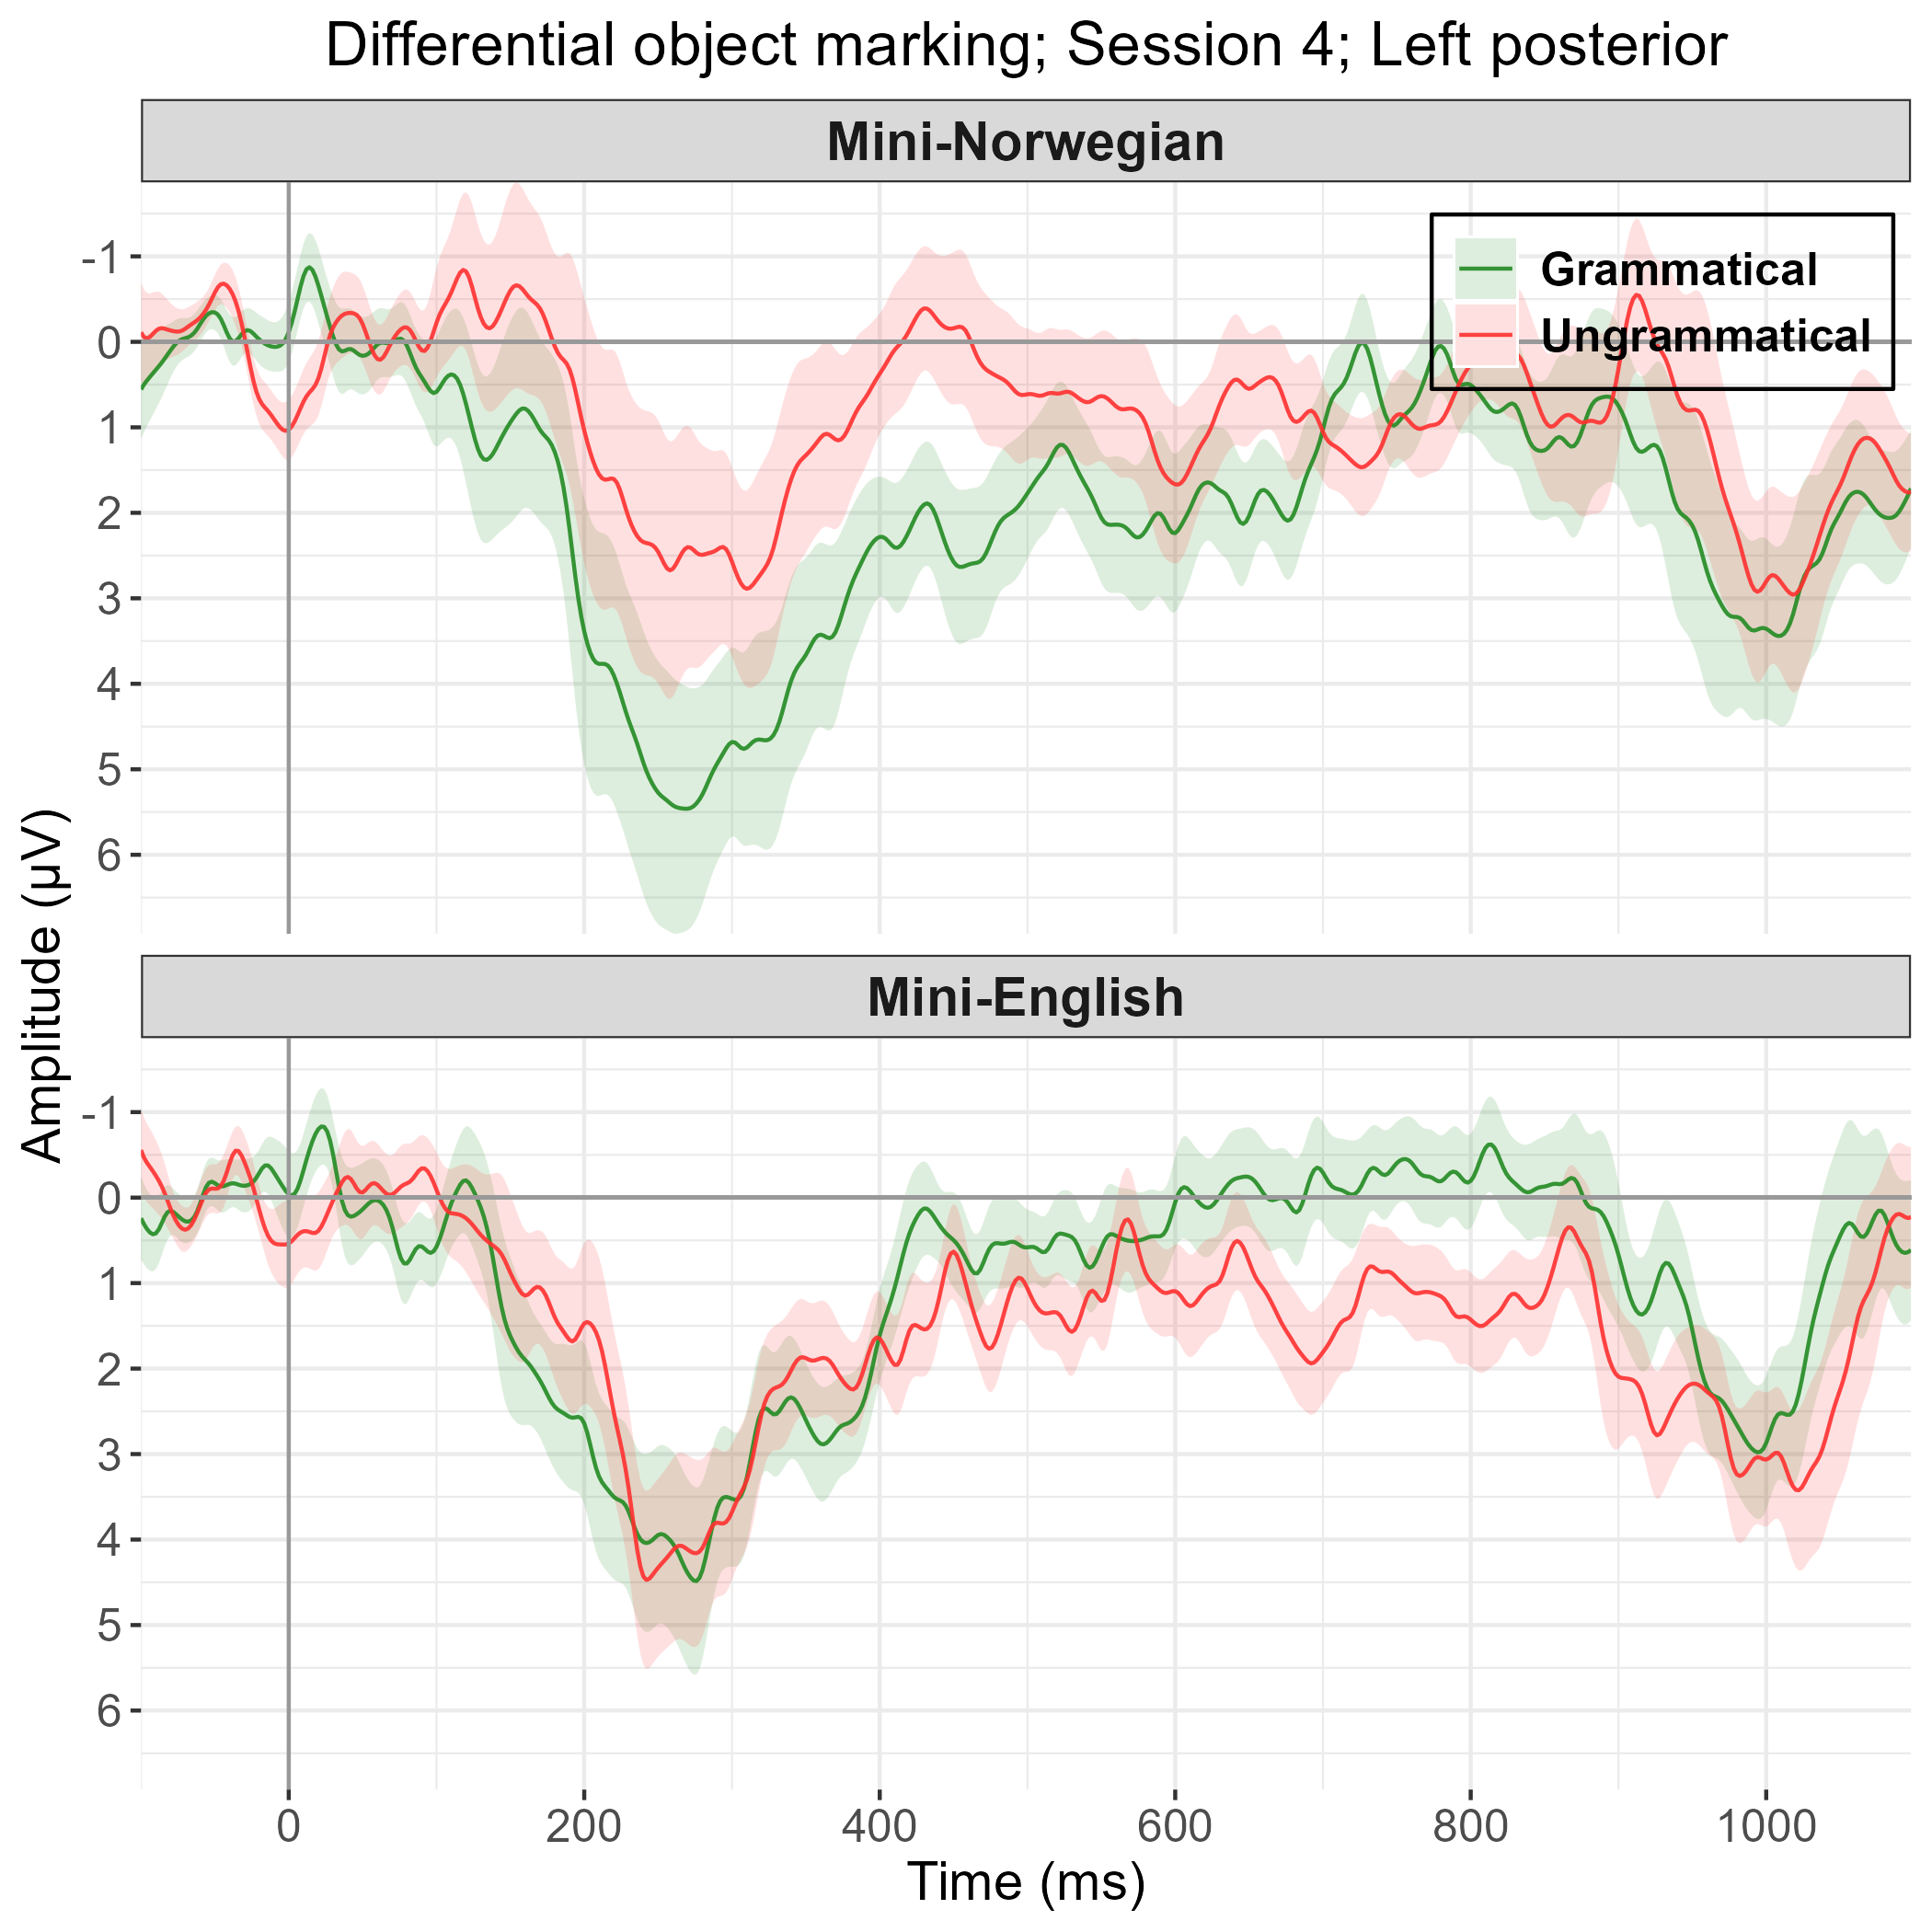 Differential object marking; Session 4; Left posterior
Mini-Norwegian
Grammatical
Ungrammatical
-1
0
1
2
3
4
5
6
Amplitude (µV)
Mini-English
-1
0
1
2
3
4
5
6
0 200 400 600 800 1000
Time (ms)